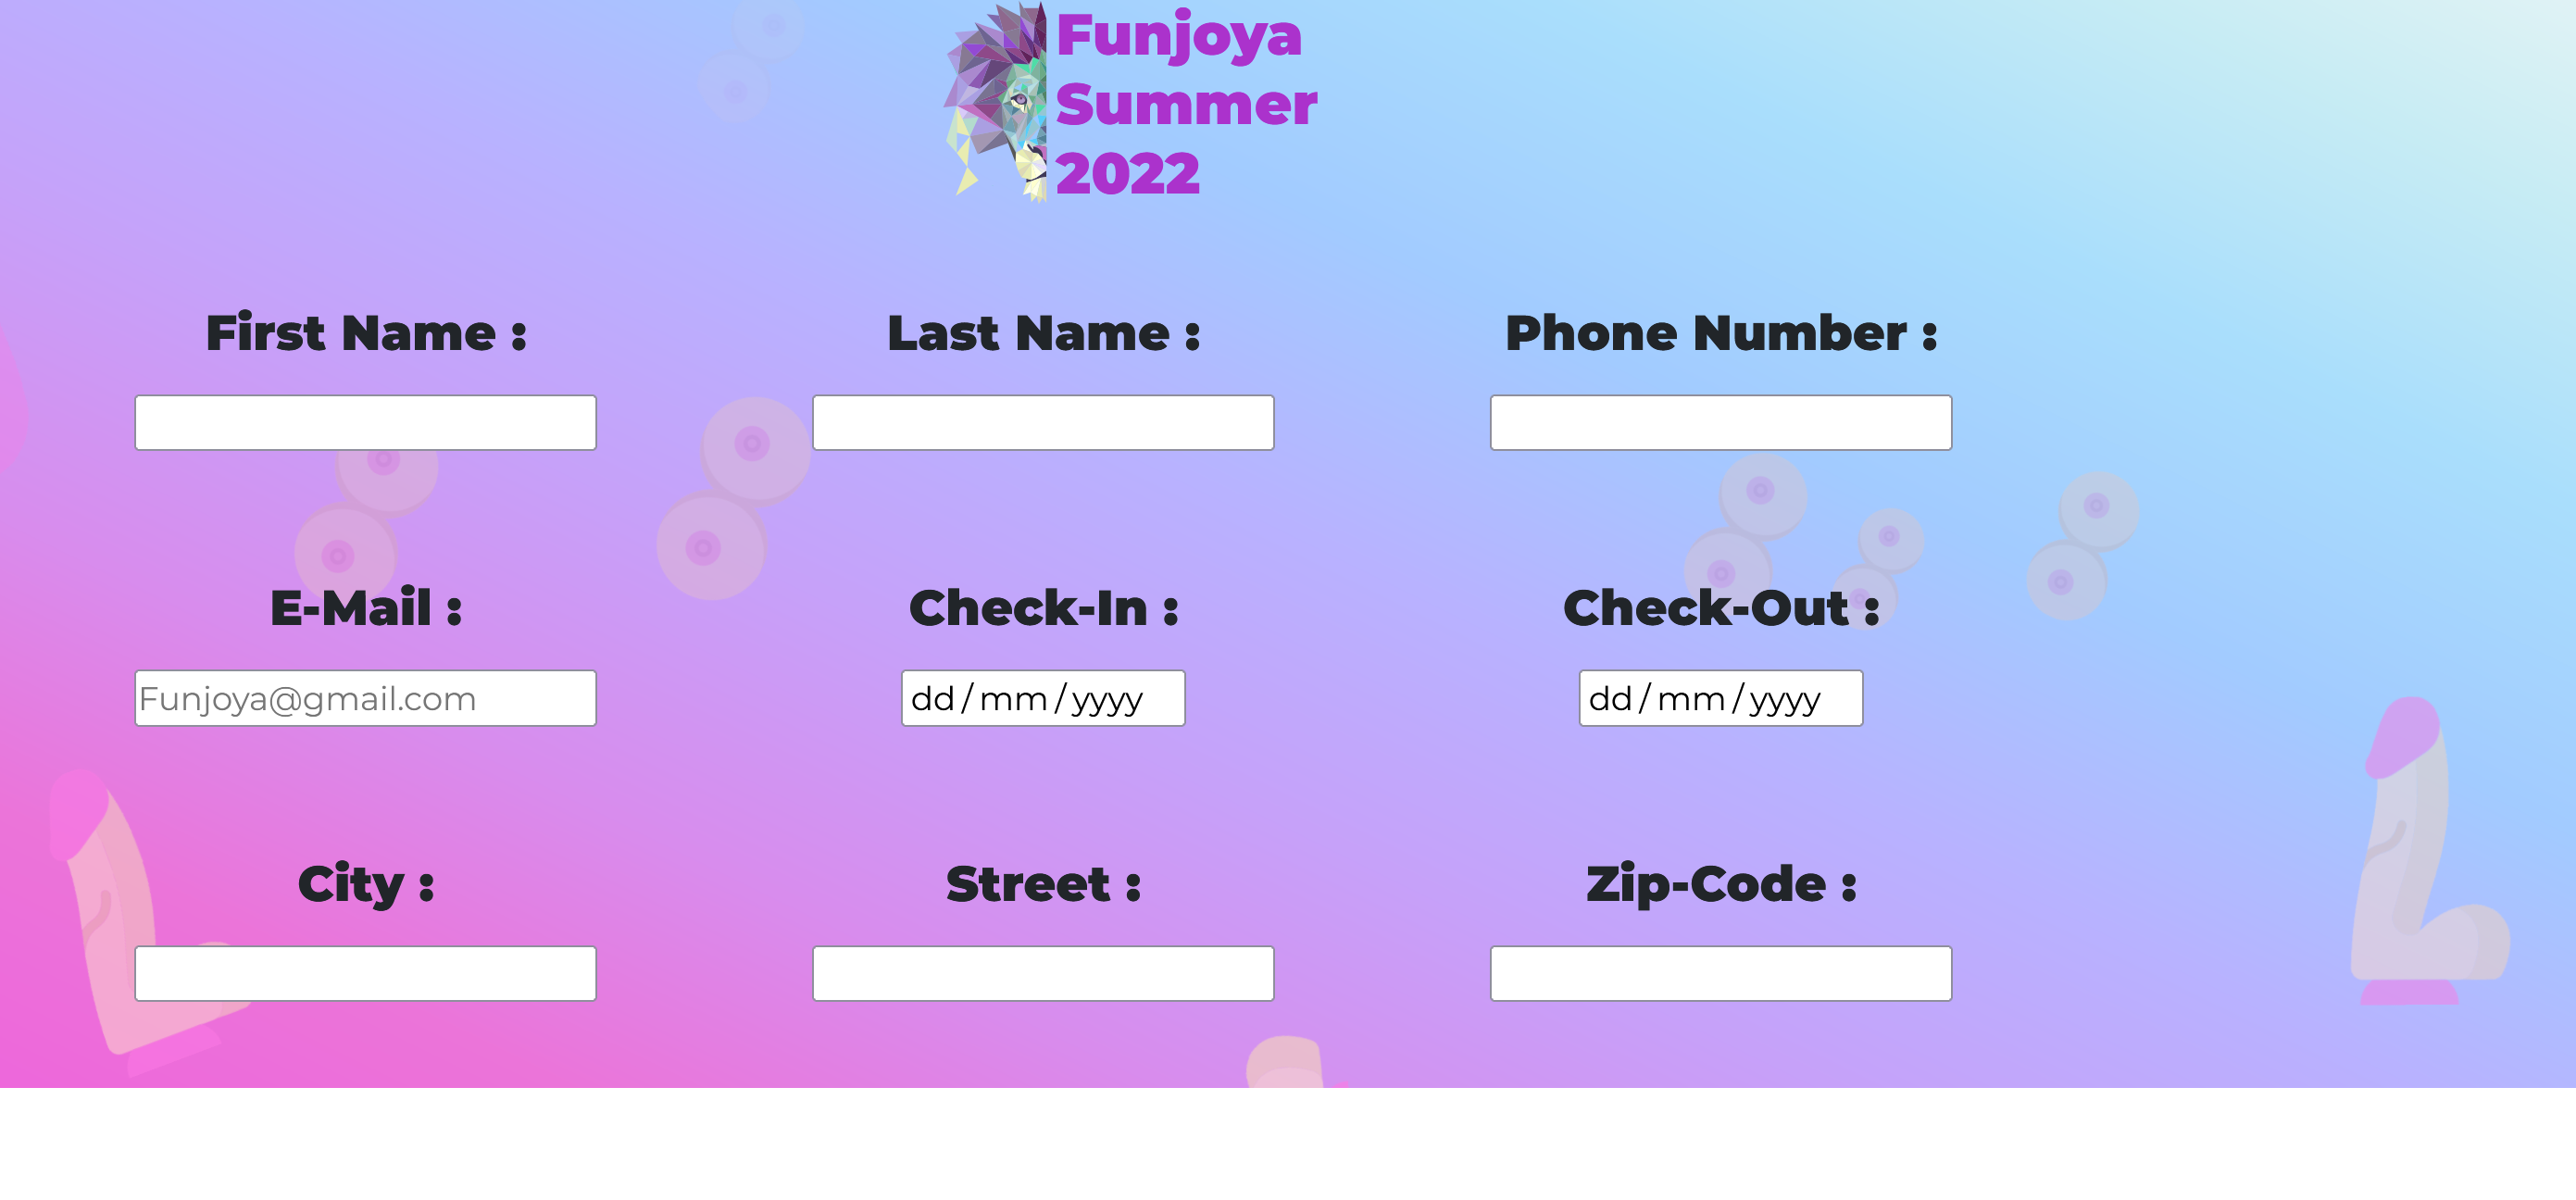 Funjoya
Summer
2022
First Name :
Last Name :
Phone Number :
E-Mail :
Check-In :
Check-Out :
Funjoya@gmail.com
dd/mm/yyyy
dd/mm/yyyy
City :
Street :
Zip-Code :